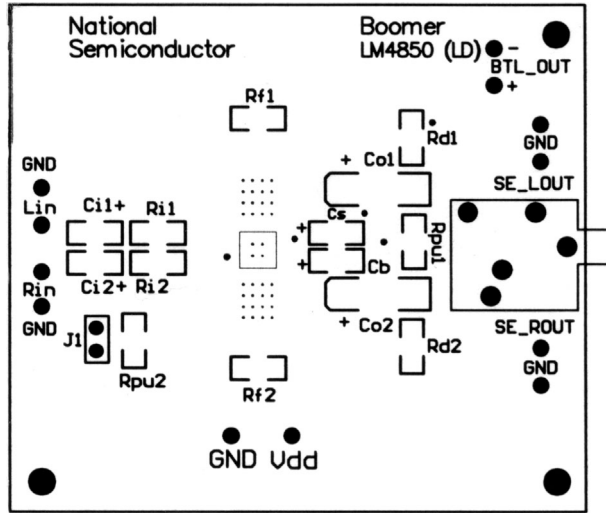 National
Semiconductor
Boomer
LM4850 (LD)
-
BTL_OUT
+
Rf1
Rd1
GND
+ Co1
GND
SE_LOUT
Lin
Ci1+
Ri1
Cs
+
Rpu1
+
Cb
Rin
Ci2+
Ri2
GND
+ Co2
SE_ROUT
J1
Rd2
GND
Rpu2
Rf2
GND
Vdd